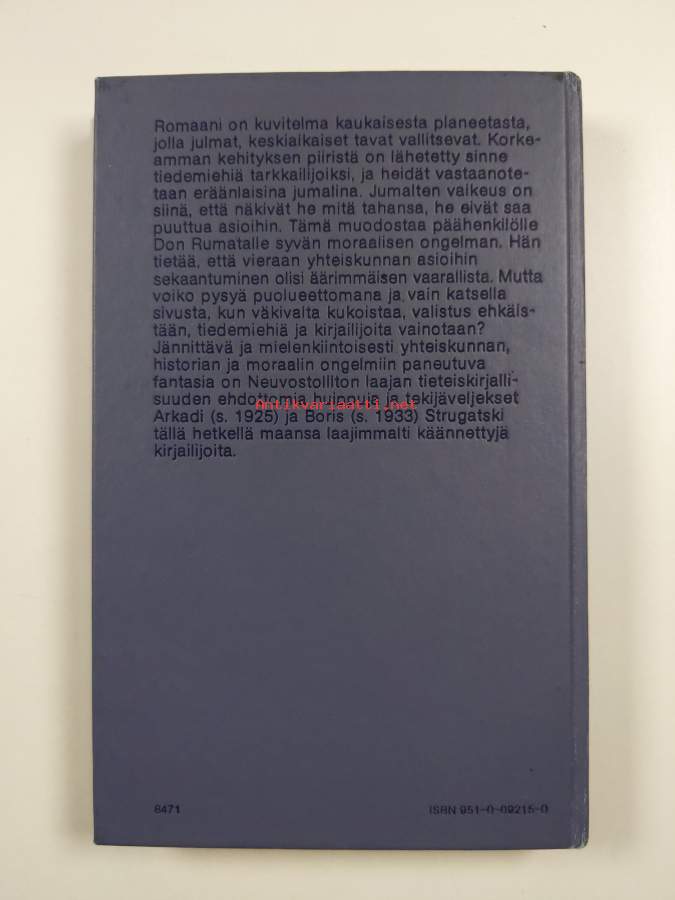 Romaani on kuvitelma kaukaisesta planeetasta,
jolla julmat, keskiaikaiset tavat vallitsevat. Korke-
amman kehityksen piiristä on lähetetty sinne
tiedemiehiä tarkkailijoiksi, ja heidät vastaanote-
taan eräänlaisina jumalina. Jumalten vaikeus on
siinä, että näkivät he mitä tahansa, he eivät saa
puuttua asioihin. Tämä muodostaa päähenkilölle
Don Rumatalle syvän moraalisen ongelman. Hän
tietää, että vieraan yhteiskunnan asioihin
sekaantuminen olisi äärimmäisen vaarallista. Mutta
voiko pysyä puolueettomana ja vain katsella
sivusta, kun väkivalta kukoistaa, valistus ehkäis-
tään, tiedemiehiä ja kirjailijoita vainotaan?
Jännittävä ja mielenkiintoisesti yhteiskunnan,
historian ja moraalin ongelmiin paneutuva
fantasia on Neuvostoliiton laajan tieteiskirjalli-
suuden ehdottomia huippuja ja tekijäveljekset
Antikvariaatti.net
Arkadi (s. 1925) ja Boris (s. 1933) Strugatski
tällä hetkellä maansa laajimmalti käännettyjä
kirjailijoita.
8471
ISBN 951-0-09215-0